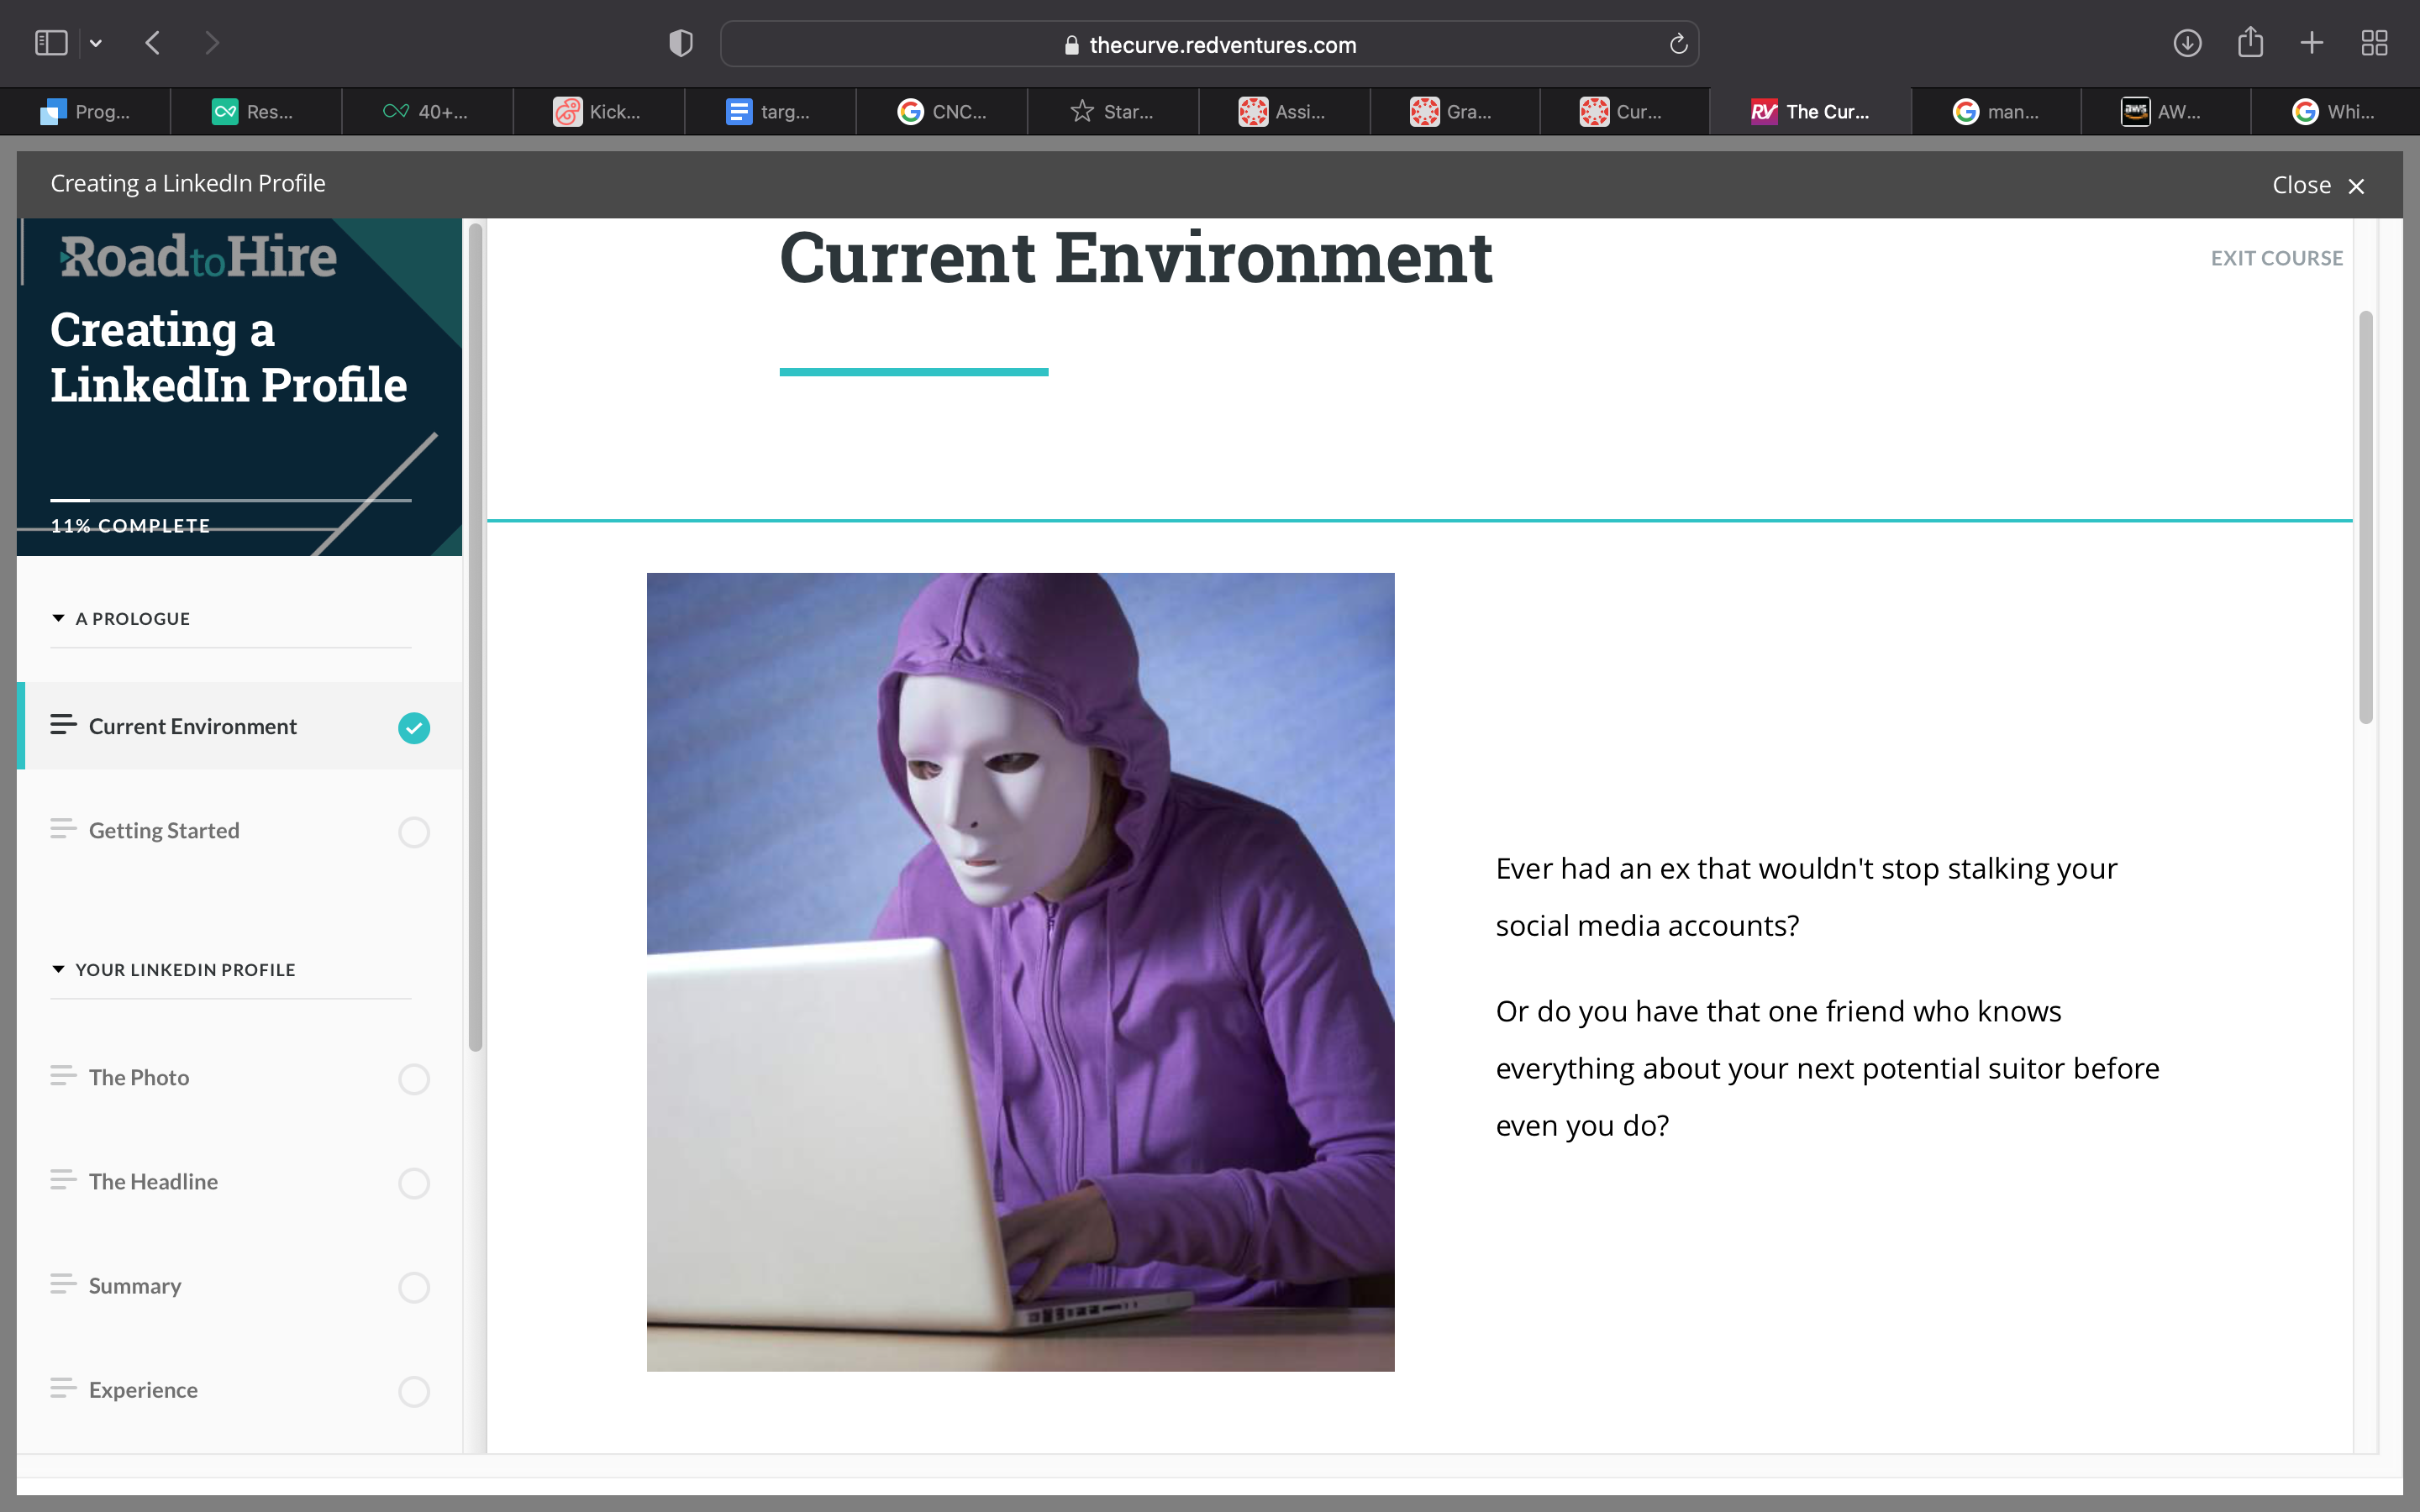 thecurve.redventures.com
Prog...
Res...
40+...
Kick...
targ...
CNC...
Star...
Assi...
Gra...
Cur...
RV The Cur...
man...
aws AW...
Whi...
Creating a LinkedIn Profile
Close
RoadtoHire
Creating a
LinkedIn Profile
11% COMPLETE
A PROLOGUE
Current Environment
Getting Started
YOUR LINKEDIN PROFILE
The Photo
The Headline
Summary
Experience
Current Environment
EXIT COURSE
Ever had an ex that wouldn't stop stalking your
social media accounts?
Or do you have that one friend who knows
everything about your next potential suitor before
even you do?